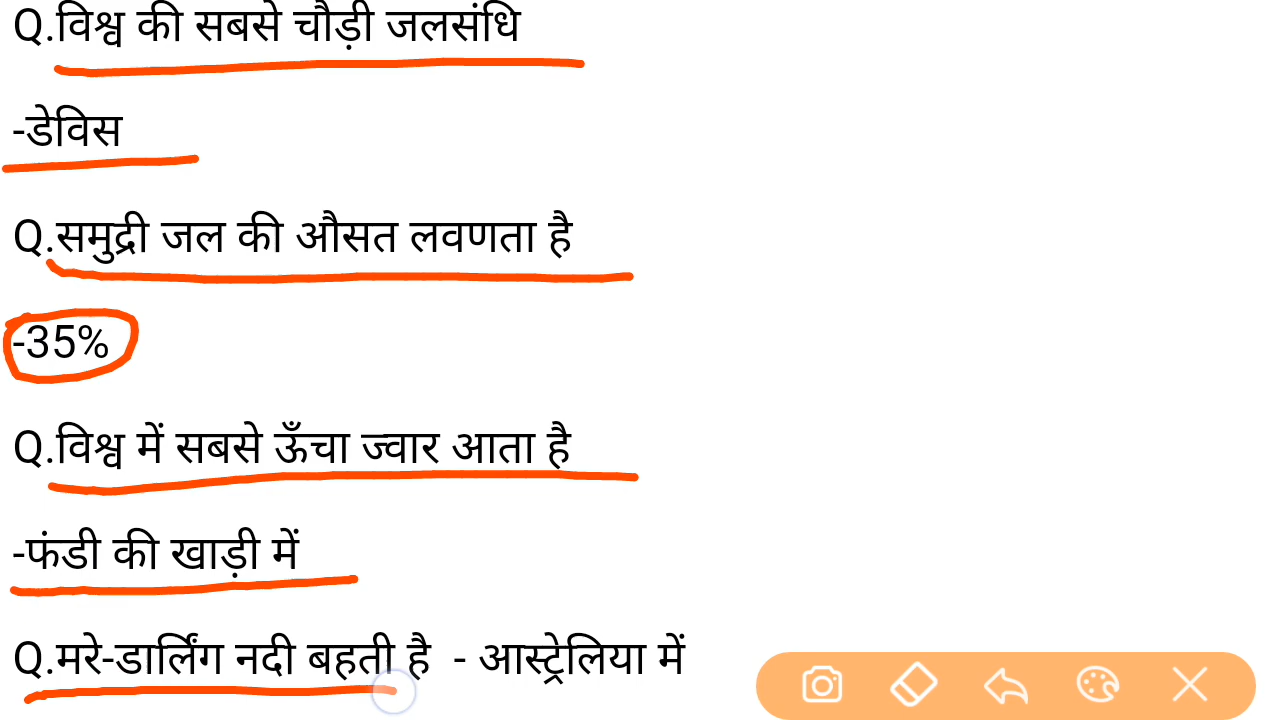 Q.विश्व की सबसे चौड़ी जलसंधि
-डेविस
Q.समुद्री जल की औसत लवणता है
-35%
Q.विश्व में सबसे ऊँचा ज्वार आता है
-फंडी की खाड़ी में
Q.मरे-डार्लिंग नदी बहती है - आस्ट्रेलिया में